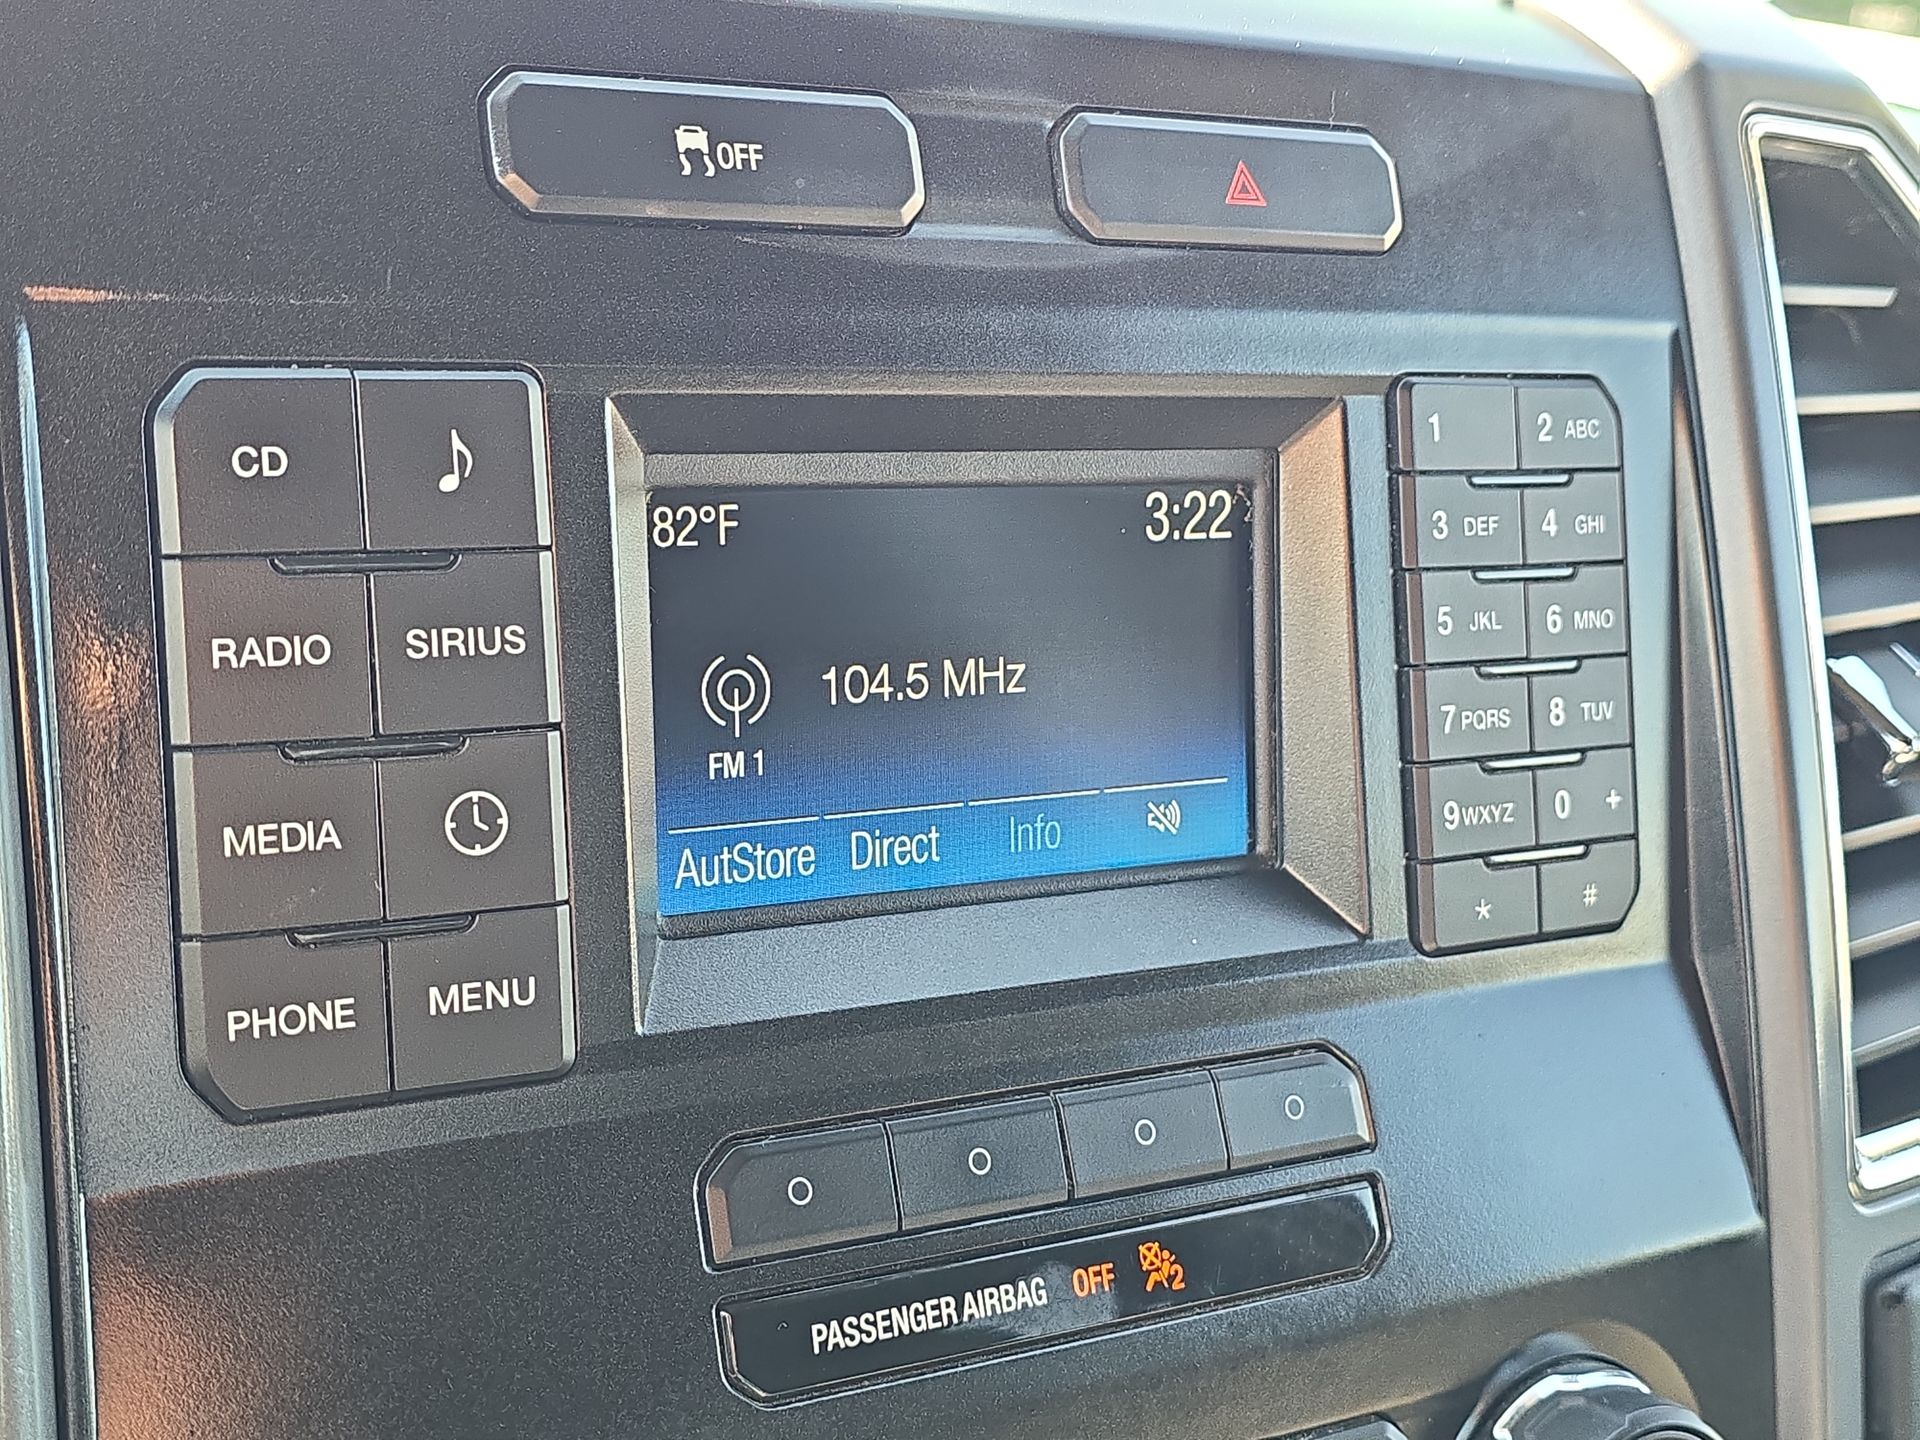 OFF
CD
RADIO SIRIUS
MEDIA
PHONE MENU
82°F 3:22
104.5 MHz
FM 1
AutStore Direct Info
1 2 ABC
3 DEF 4 GHI
5 JKL 6 MNO
7 PQRS 8 TUV
9 WXYZ 0 +
* #
PASSENGER AIRBAG OFF 2